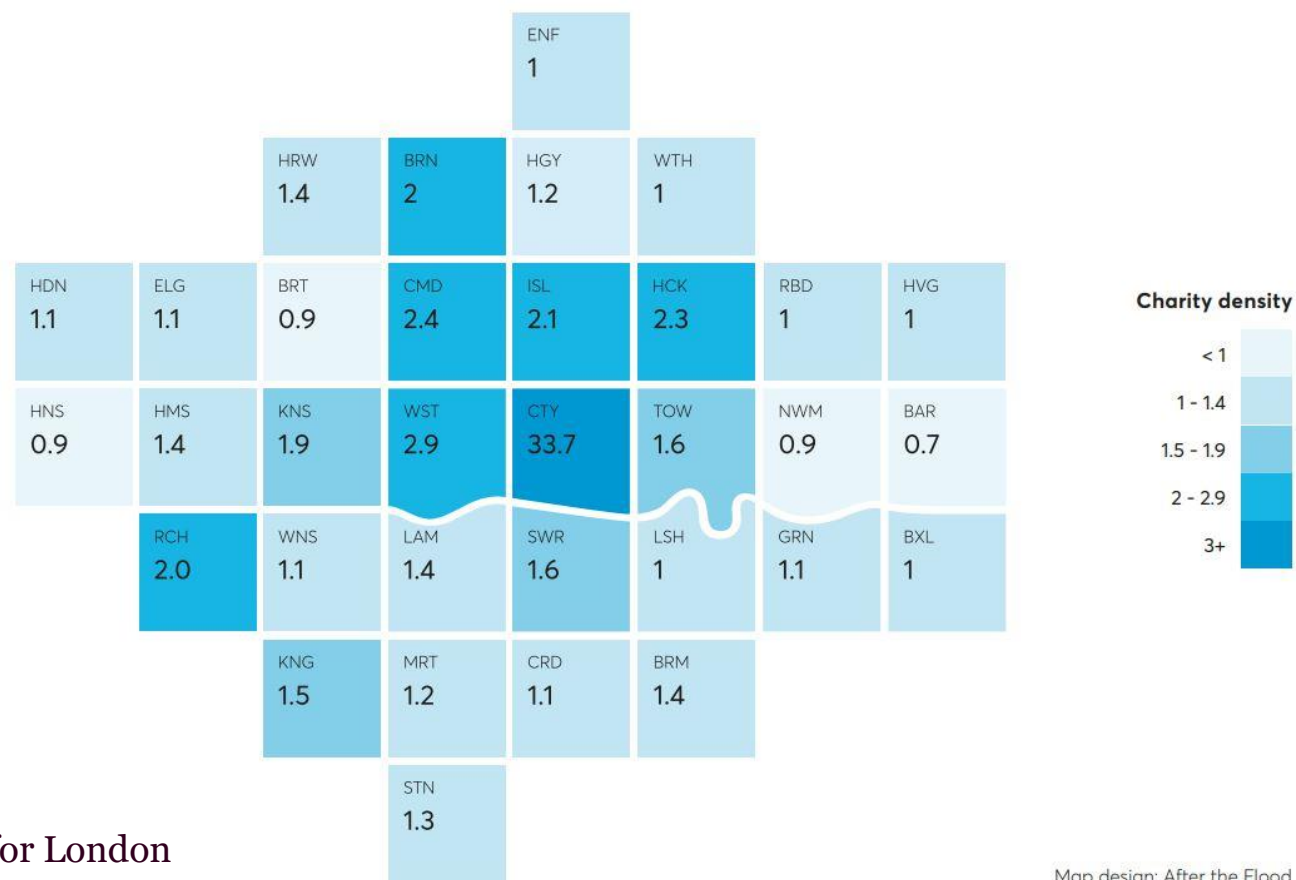 ENF
1
HRW
1.4
BRN
2
HGY
1.2
WTH
1
HDN
1.1
ELG
1.1
BRT
0.9
CMD
2.4
ISL
2.1
HCK
2.3
RBD
1
HVG
1
HNS
0.9
HMS
1.4
KNS
1.9
WST
2.9
CTY
33.7
TOW
1.6
NWM
0.9
BAR
0.7
RCH
2.0
WNS
1.1
LAM
1.4
SWR
1.6
LSH
1
GRN
1.1
BXL
1
KNG
1.5
MRT
1.2
CRD
1.1
BRM
1.4
STN
1.3
Charity density
< 1
1 - 1.4
1.5 - 1.9
2 - 2.9
3+
for London
Map design: After the Flood